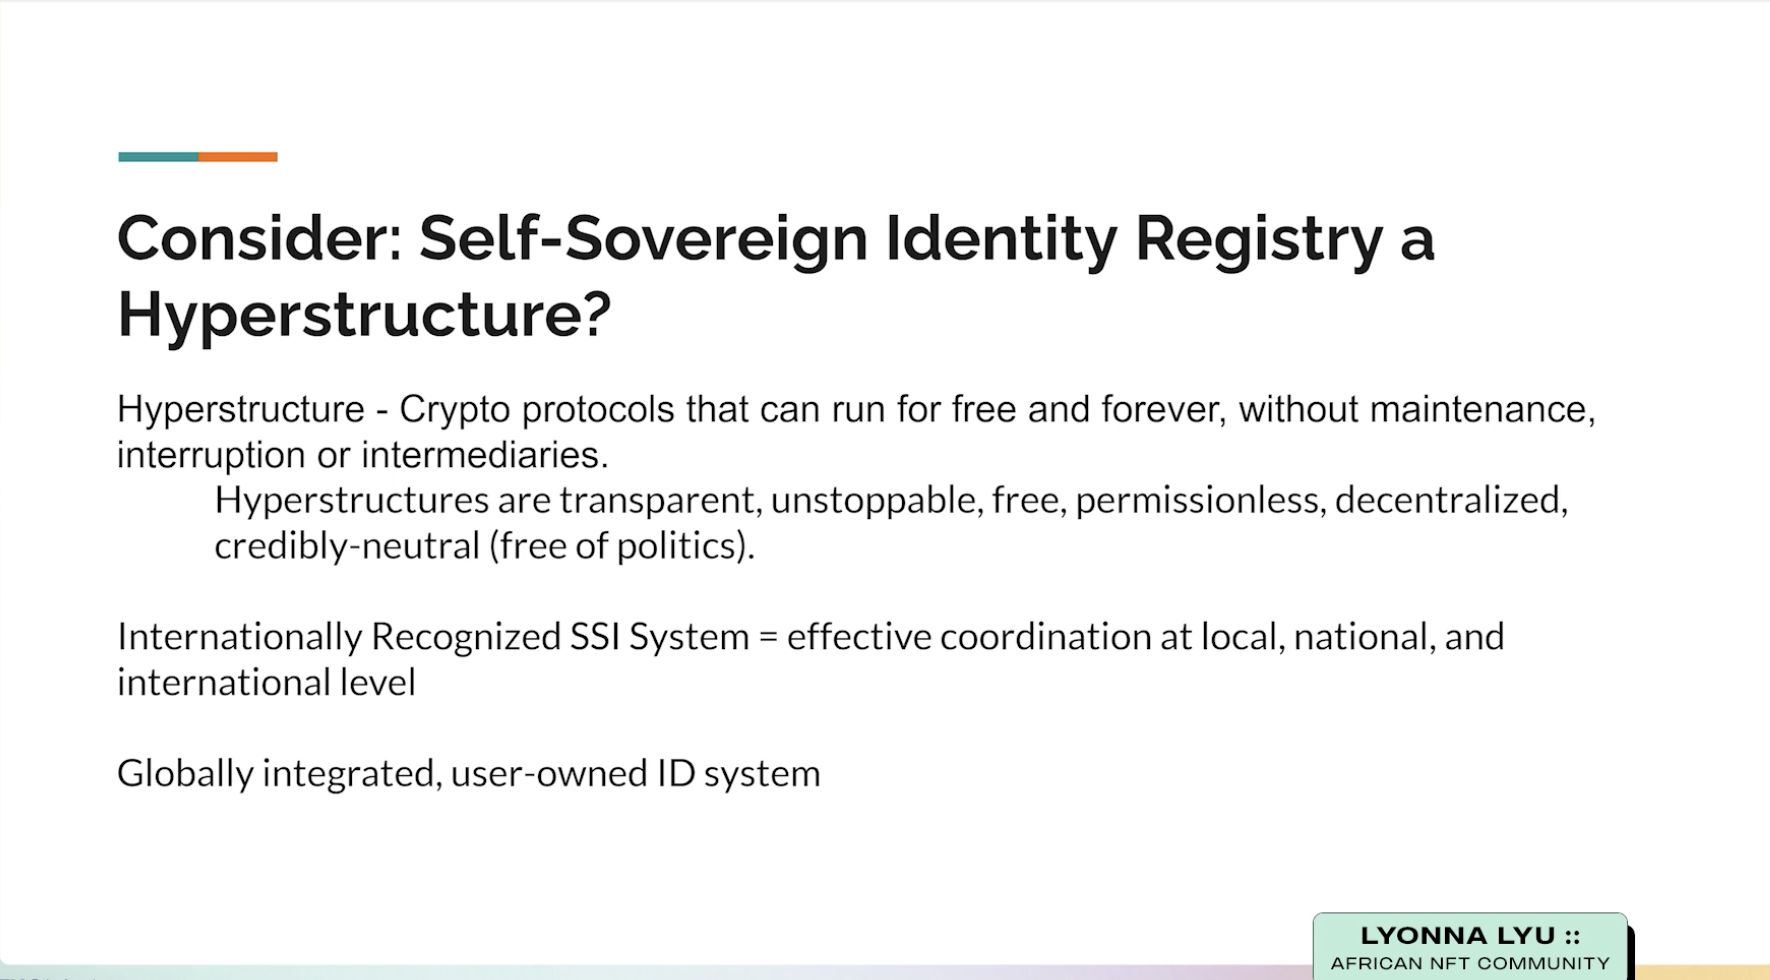 Consider: Self-Sovereign Identity Registry a
Hyperstructure?
Hyperstructure - Crypto protocols that can run for free and forever, without maintenance,
interruption or intermediaries.
Hyperstructures are transparent, unstoppable, free, permissionless, decentralized,
credibly-neutral (free of politics).
Internationally Recognized SSI System = effective coordination at local, national, and
international level
Globally integrated, user-owned ID system
LYONNA LYU ::
AFRICAN NFT COMMUNITY